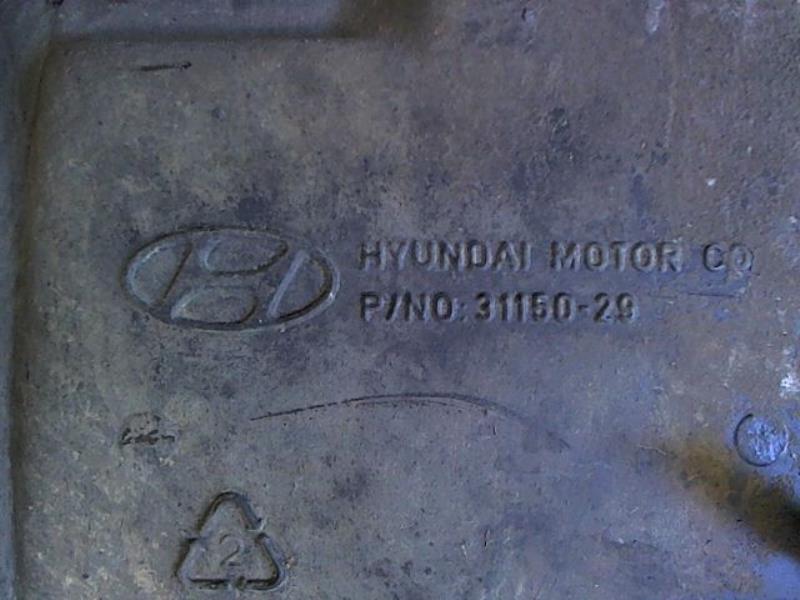 HYUNDAI MOTOR CO
P/NO: 31150-29
2